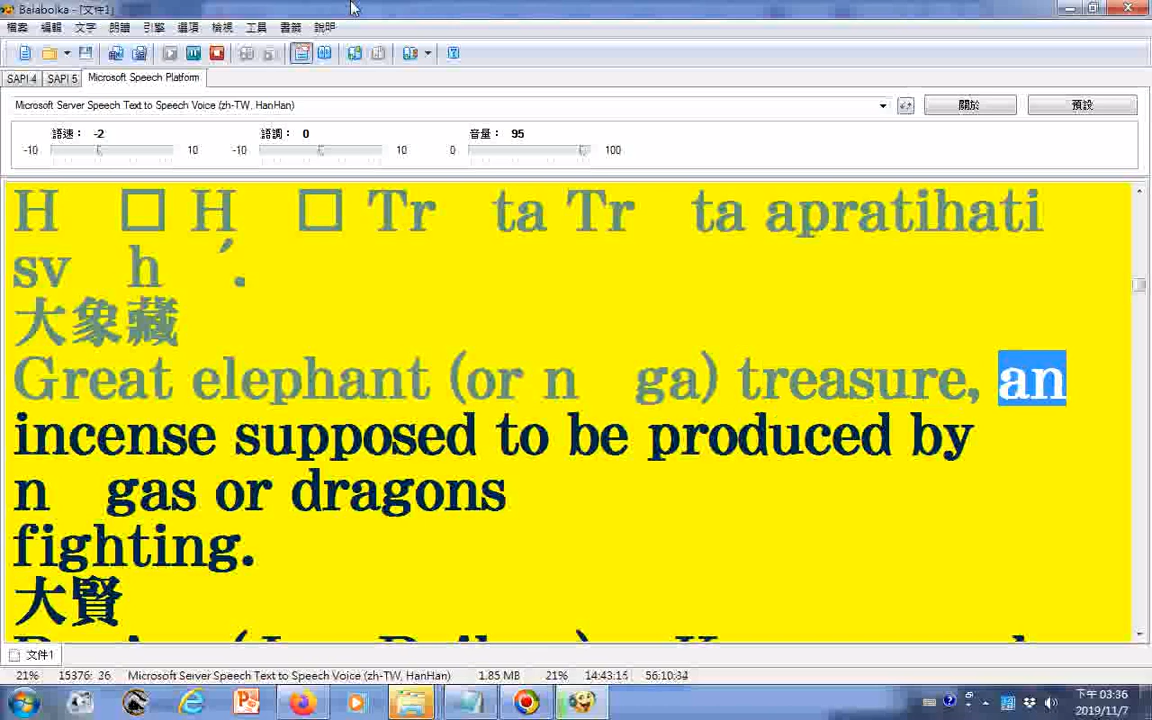 Balabolka - [文件1]
檔案 編輯 文字 朗讀 引擎 選項 檢視 工具 書籤 說明
SAPI 4 SAPI 5 Microsoft Speech Platform
Microsoft Server Speech Text to Speech Voice (zh-TW, HanHan) 關於 預設
語速： -2 語調： 0 音量： 95
-10 10 -10 10 0 100
H □ H □ Tr ta Tr ta apratihati
sv h ´.
大象藏
Great elephant (or n ga) treasure, an
incense supposed to be produced by
n gas or dragons
fighting.
大賢
文件1
21% 15376: 26 Microsoft Server Speech Text to Speech Voice (zh-TW, HanHan) 1.85 MB 21% 14:43:15 56:10:34
下午 03:36
2019/11/7